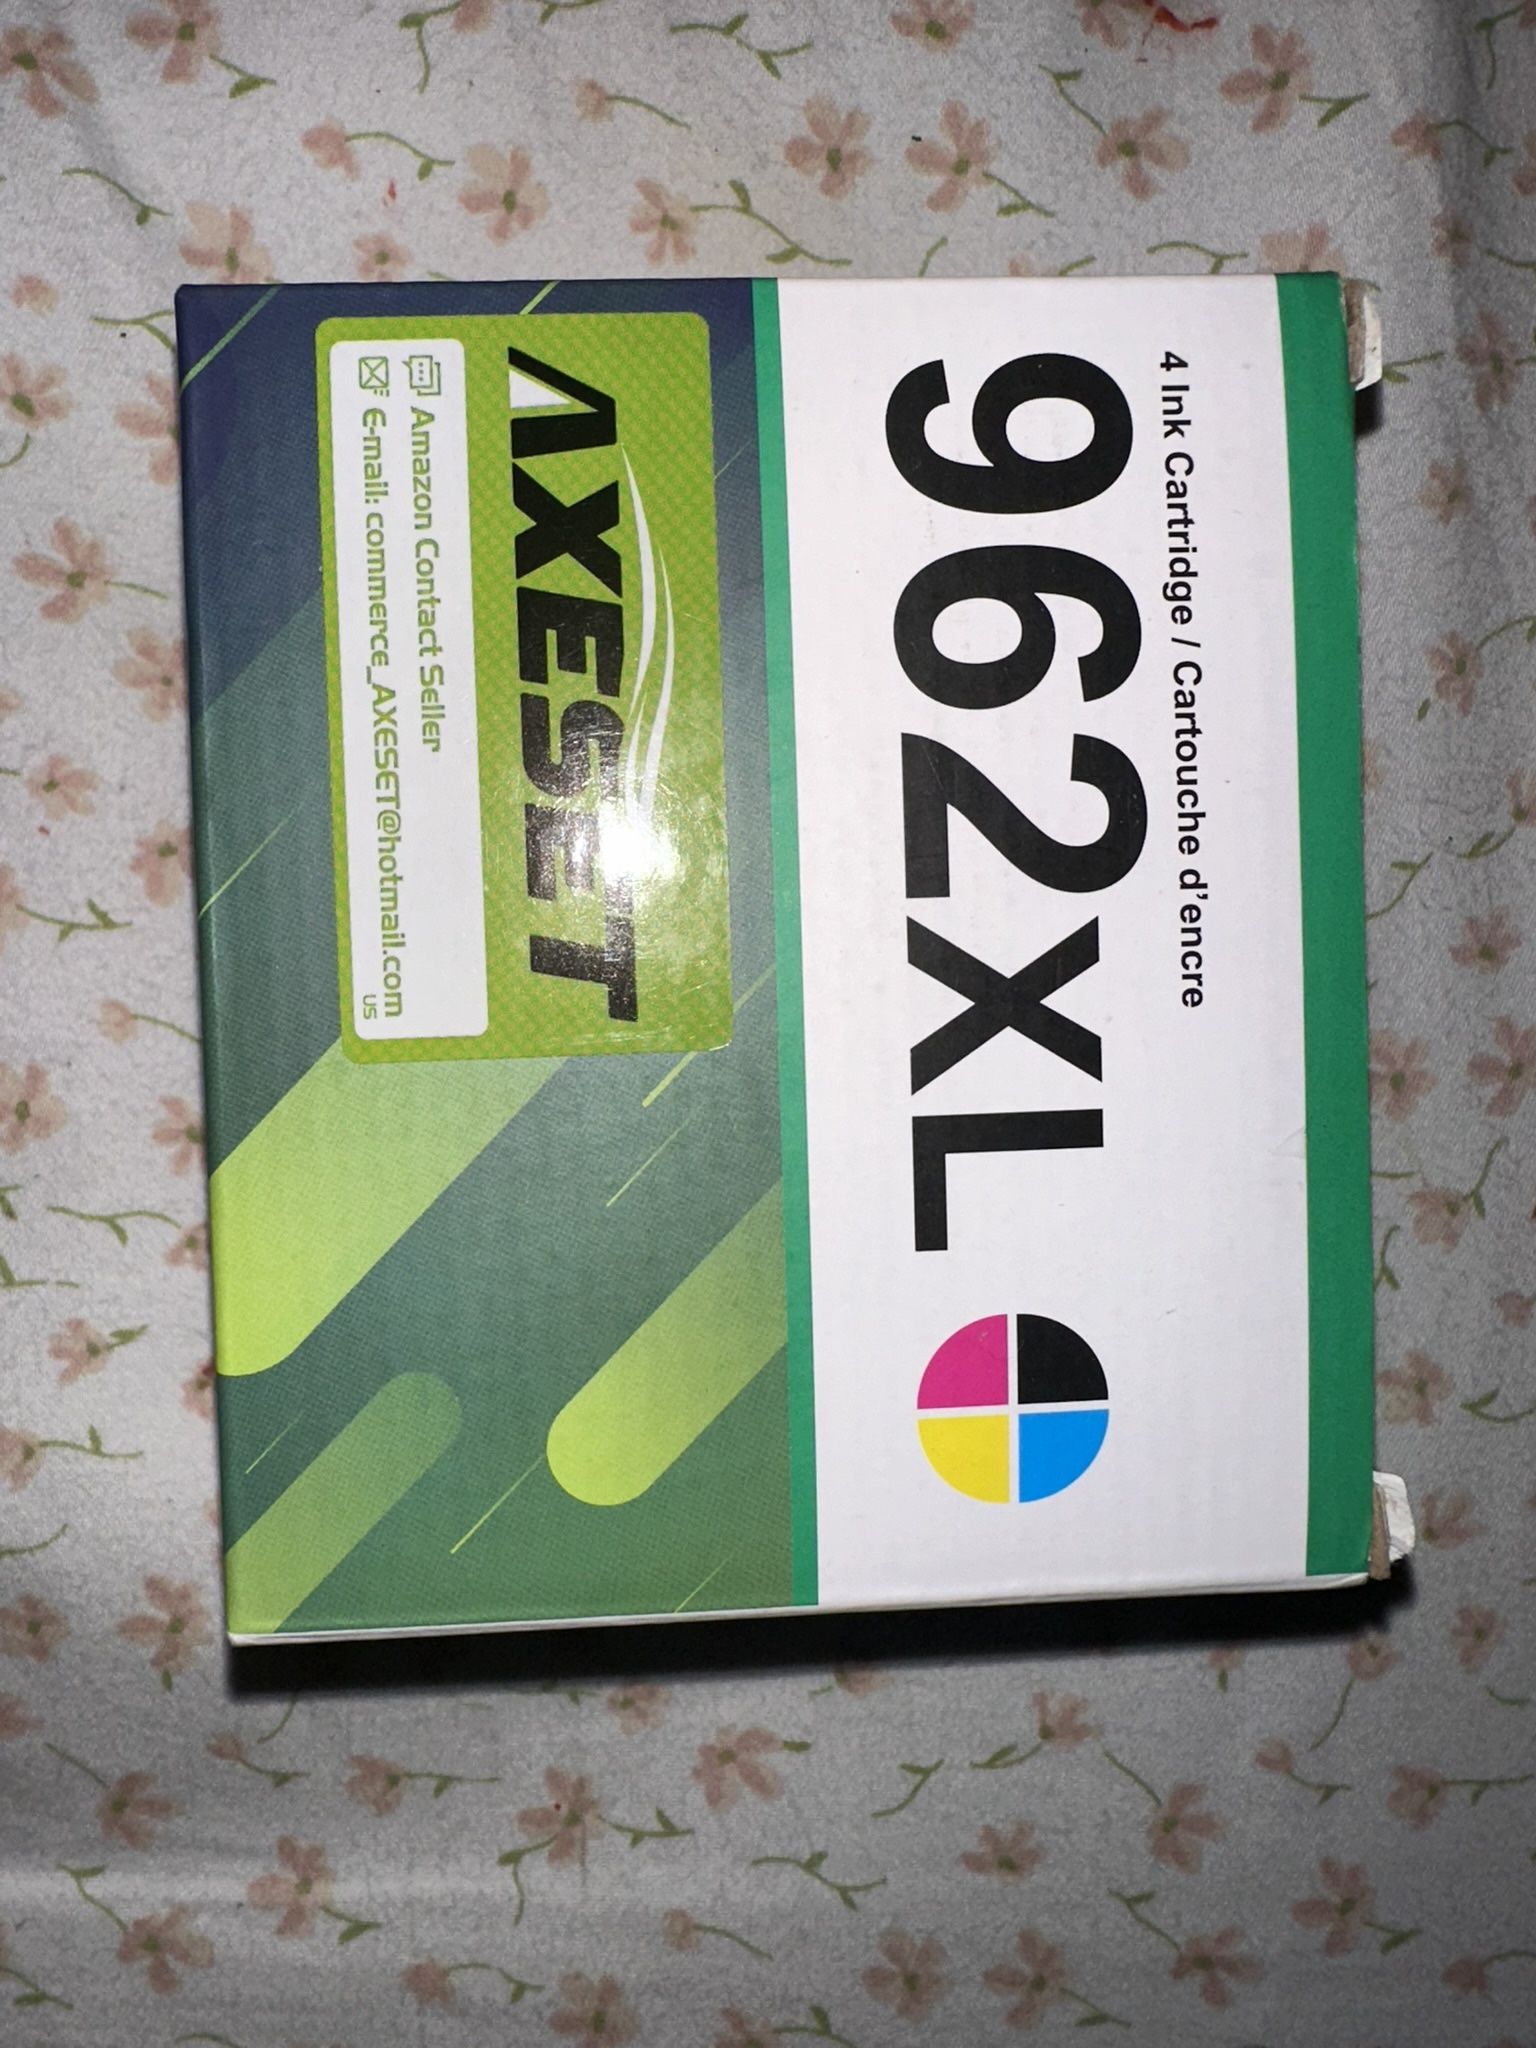 4 Ink Cartridge / Cartouche d'encre
962XL
AXESET
Amazon Contact Seller
E-mail: commerce_AXESET@hotmail.com
US